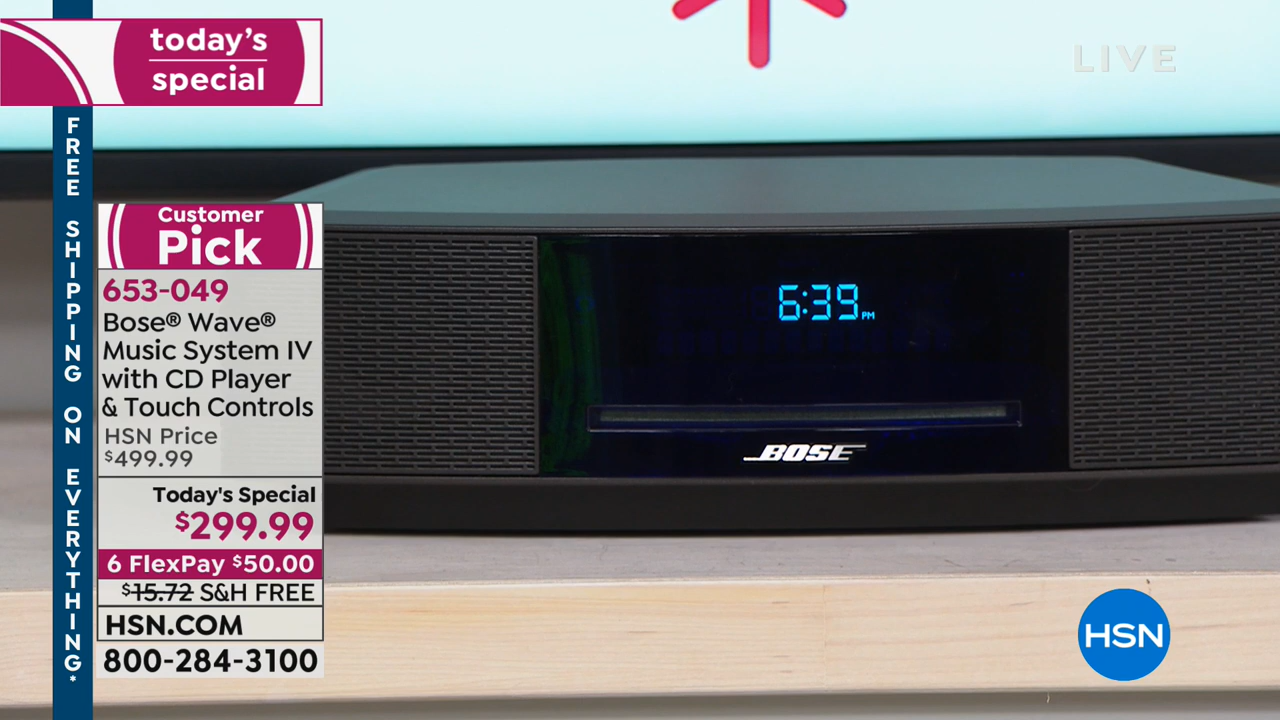 today's
special
LIVE
FREE SHIPPING ON EVERYTHING*
Customer
Pick
653-049
Bose® Wave®
Music System IV
with CD Player
& Touch Controls
HSN Price
$499.99
Today's Special
$299.99
6 FlexPay $50.00
$15.72 S&H FREE
HSN.COM
800-284-3100
6:39 PM
BOSE
HSN